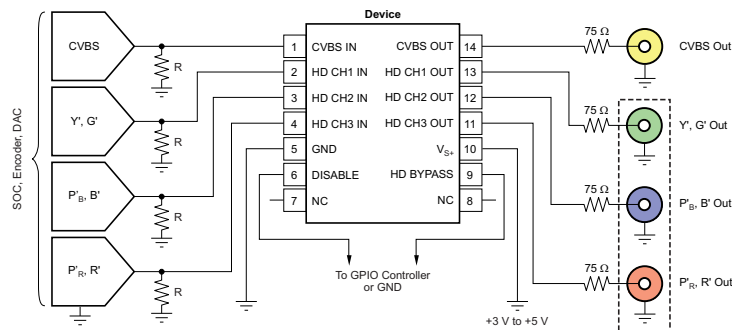 Device
SOC, Encoder, DAC
CVBS
R
Y', G'
R
P'B, B'
R
P'R, R'
R
1 CVBS IN
2 HD CH1 IN
3 HD CH2 IN
4 HD CH3 IN
5 GND
6 DISABLE
7 NC
CVBS OUT 14
HD CH1 OUT 13
HD CH2 OUT 12
HD CH3 OUT 11
VS+ 10
HD BYPASS 9
NC 8
To GPIO Controller
or GND
+3 V to +5 V
75 Ω
CVBS Out
75 Ω
Y', G' Out
75 Ω
P'B, B' Out
75 Ω
P'R, R' Out